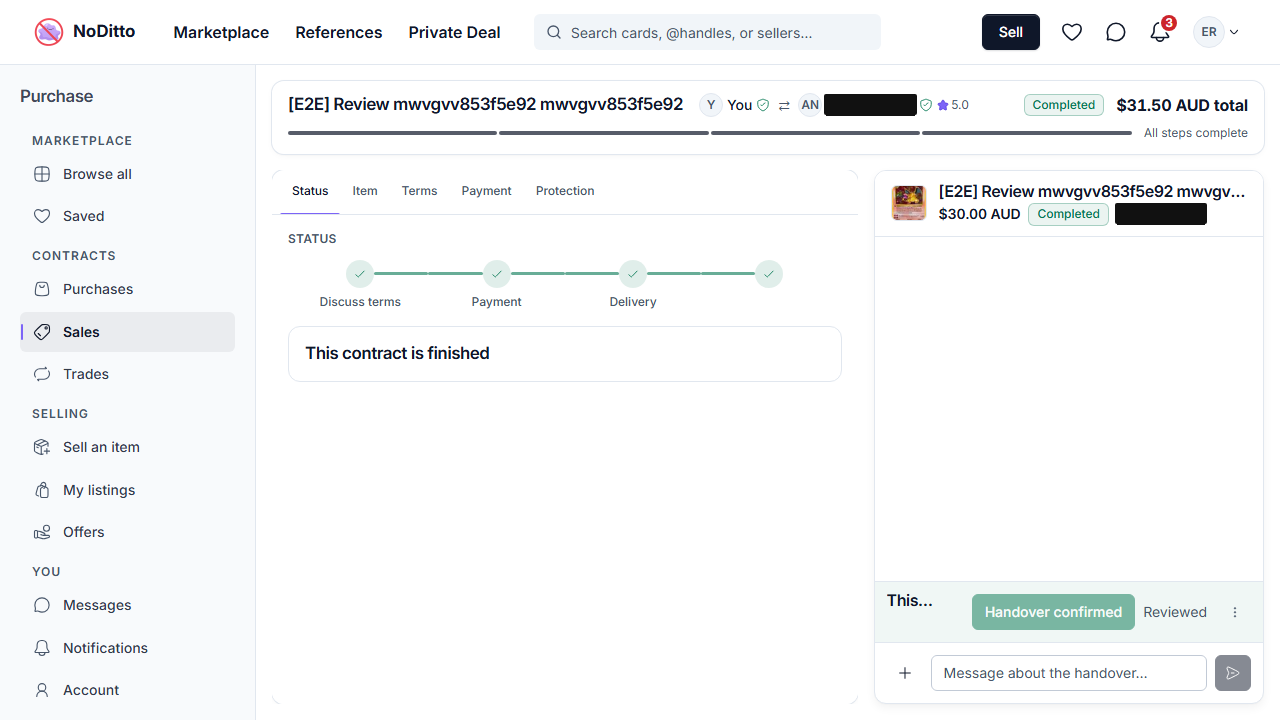 NoDitto
Marketplace
References
Private Deal
Search cards, @handles, or sellers...
Sell
3
ER
Purchase
MARKETPLACE
Browse all
Saved
CONTRACTS
Purchases
Sales
Trades
SELLING
Sell an item
My listings
Offers
YOU
Messages
Notifications
Account
[E2E] Review mwvgvv853f5e92 mwvgvv853f5e92
Y You
AN
5.0
Completed
$31.50 AUD total
All steps complete
Status
Item
Terms
Payment
Protection
STATUS
Discuss terms
Payment
Delivery
This contract is finished
[E2E] Review mwvgvv853f5e92 mwvgv...
$30.00 AUD
Completed
This...
Handover confirmed
Reviewed
Message about the handover...